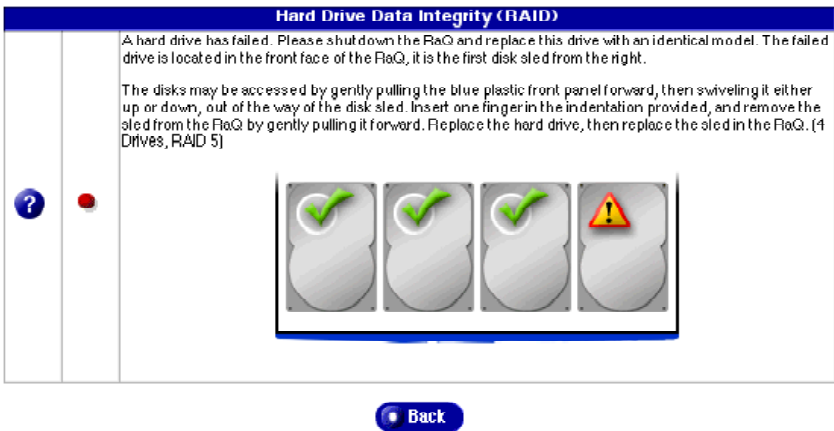 Hard Drive Data Integrity (RAID)
A hard drive has failed. Please shutdown the RaQ and replace this drive with an identical model. The failed
drive is located in the front face of the RaQ, it is the first disk sled from the right.
The disks may be accessed by gently pulling the blue plastic front panel forward, then swiveling it either
up or down, out of the way of the disk sled. Insert one finger in the indentation provided, and remove the
sled from the RaQ by gently pulling it forward. Replace the hard drive, then replace the sled in the RaQ. (4
Drives, RAID 5)
?
!
Back